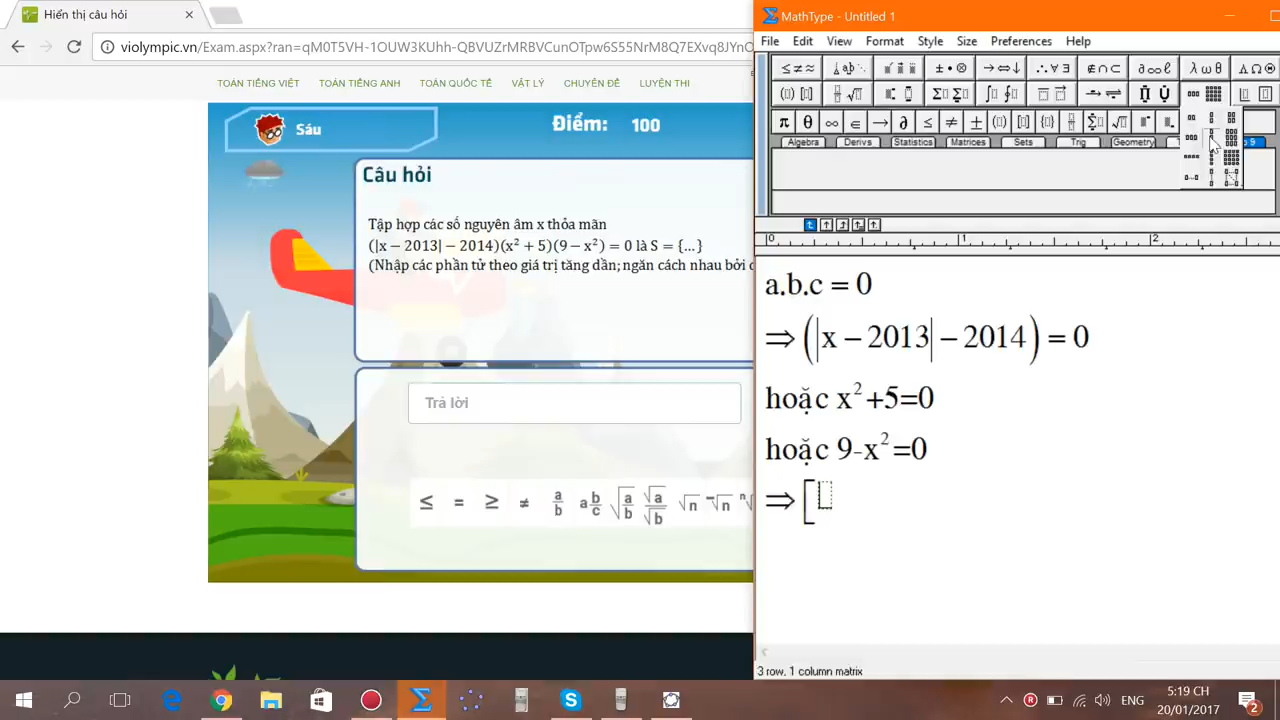 Hiển thị câu hỏi
MathType - Untitled 1
violympic.vn/Exam.aspx?ran=
File Edit View Format Style Size Preferences Help
TOÁN TIẾNG VIỆT TOÁN TIẾNG ANH TOÁN QUỐC TẾ VẬT LÝ CHUYÊN ĐỀ LUYỆN THI
Algebra Derivs Statistics Matrices Sets Trig Geometry
Sáu
Điểm: 100
Câu hỏi
Tập hợp các số nguyên âm x thỏa mãn
(|x − 2013| − 2014)(x² + 5)(9 − x²) = 0 là S = {...}
(Nhập các phần tử theo giá trị tăng dần; ngăn cách nhau bởi
Trả lời
≤ = ≥ ≠ a/b a b/c √a/b √a/√b √n −√n
0 1 2
a.b.c = 0
⇒ (|x − 2013| − 2014) = 0
hoặc x²+5=0
hoặc 9-x²=0
⇒ [
3 row, 1 column matrix
ENG
5:19 CH
20/01/2017
2